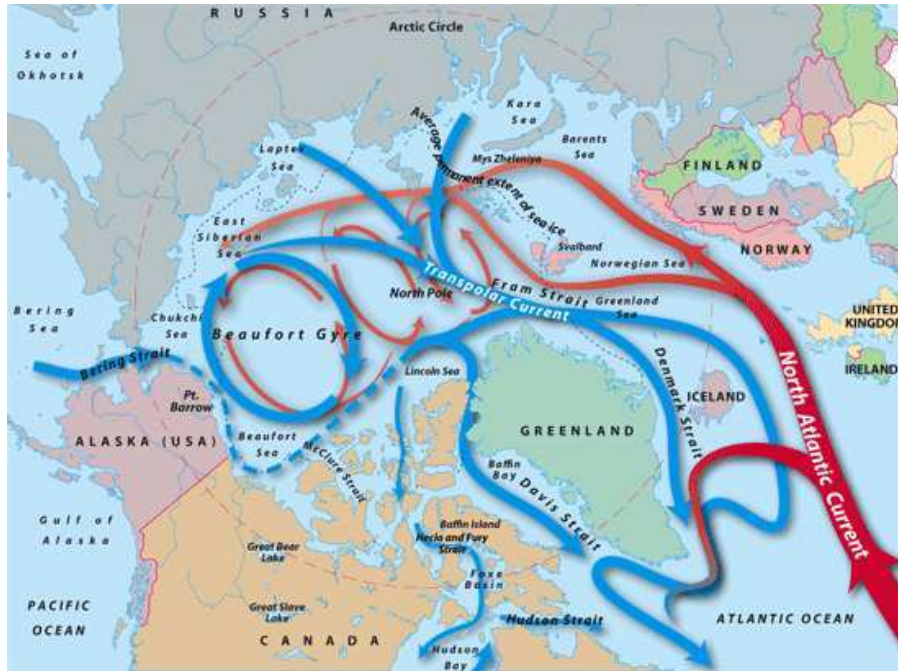 RUSSIA
Arctic Circle
Sea of
Okhotsk
Kara
Sea
Average permanent extent of sea ice
Barents
Sea
Mys Zheleniya
Laptev
Sea
FINLAND
SWEDEN
NORWAY
East
Siberian
Sea
Svalbard
Norwegian Sea
Fram Strait
Transpolar Current
North Pole
Greenland
Sea
Bering
Sea
Chukchi
Sea
Beaufort Gyre
UNITED
KINGDOM
IRELAND
Bering Strait
Lincoln Sea
Denmark Strait
North Atlantic Current
Pt.
Barrow
ICELAND
ALASKA (USA)
Beaufort
Sea
McClure Strait
GREENLAND
Baffin
Bay
Davis Strait
Gulf of
Alaska
Baffin Island
Hecla and Fury
Strait
Great Bear
Lake
Foxe
Basin
PACIFIC
OCEAN
Great Slave
Lake
Hudson Strait
ATLANTIC OCEAN
CANADA
Hudson
Bay